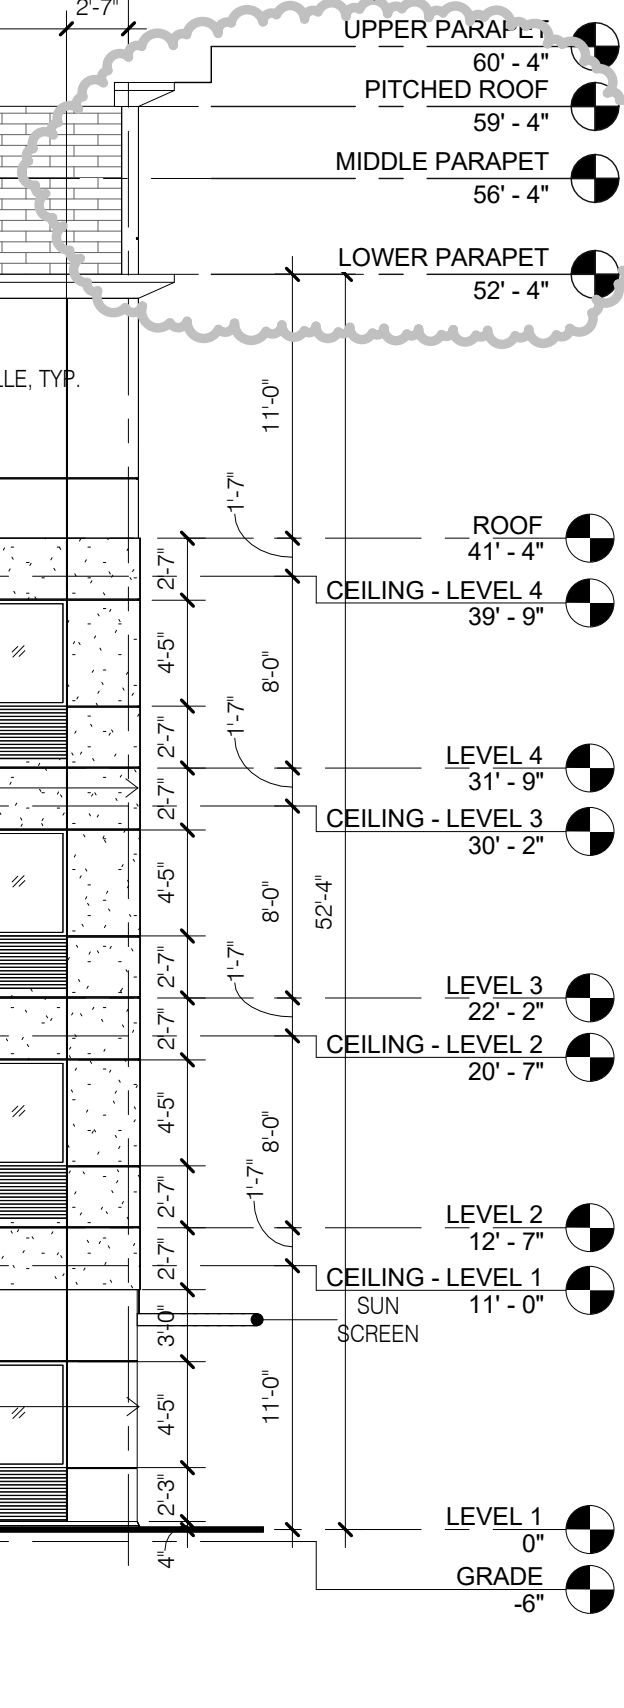 2'-7"
UPPER PARAPET
60' - 4"
PITCHED ROOF
59' - 4"
MIDDLE PARAPET
56' - 4"
LOWER PARAPET
52' - 4"
11'-0"
LLE, TYP.
1'-7"
ROOF
41' - 4"
2'-7"
CEILING - LEVEL 4
39' - 9"
4'-5"
8'-0"
1'-7"
2'-7"
LEVEL 4
31' - 9"
2'-7"
CEILING - LEVEL 3
30' - 2"
4'-5"
8'-0"
52'-4"
1'-7"
2'-7"
LEVEL 3
22' - 2"
2'-7"
CEILING - LEVEL 2
20' - 7"
4'-5"
8'-0"
1'-7"
2'-7"
LEVEL 2
12' - 7"
2'-7"
CEILING - LEVEL 1
11' - 0"
SUN
SCREEN
3'-0"
4'-5"
11'-0"
2'-3"
LEVEL 1
0"
4"
GRADE
-6"